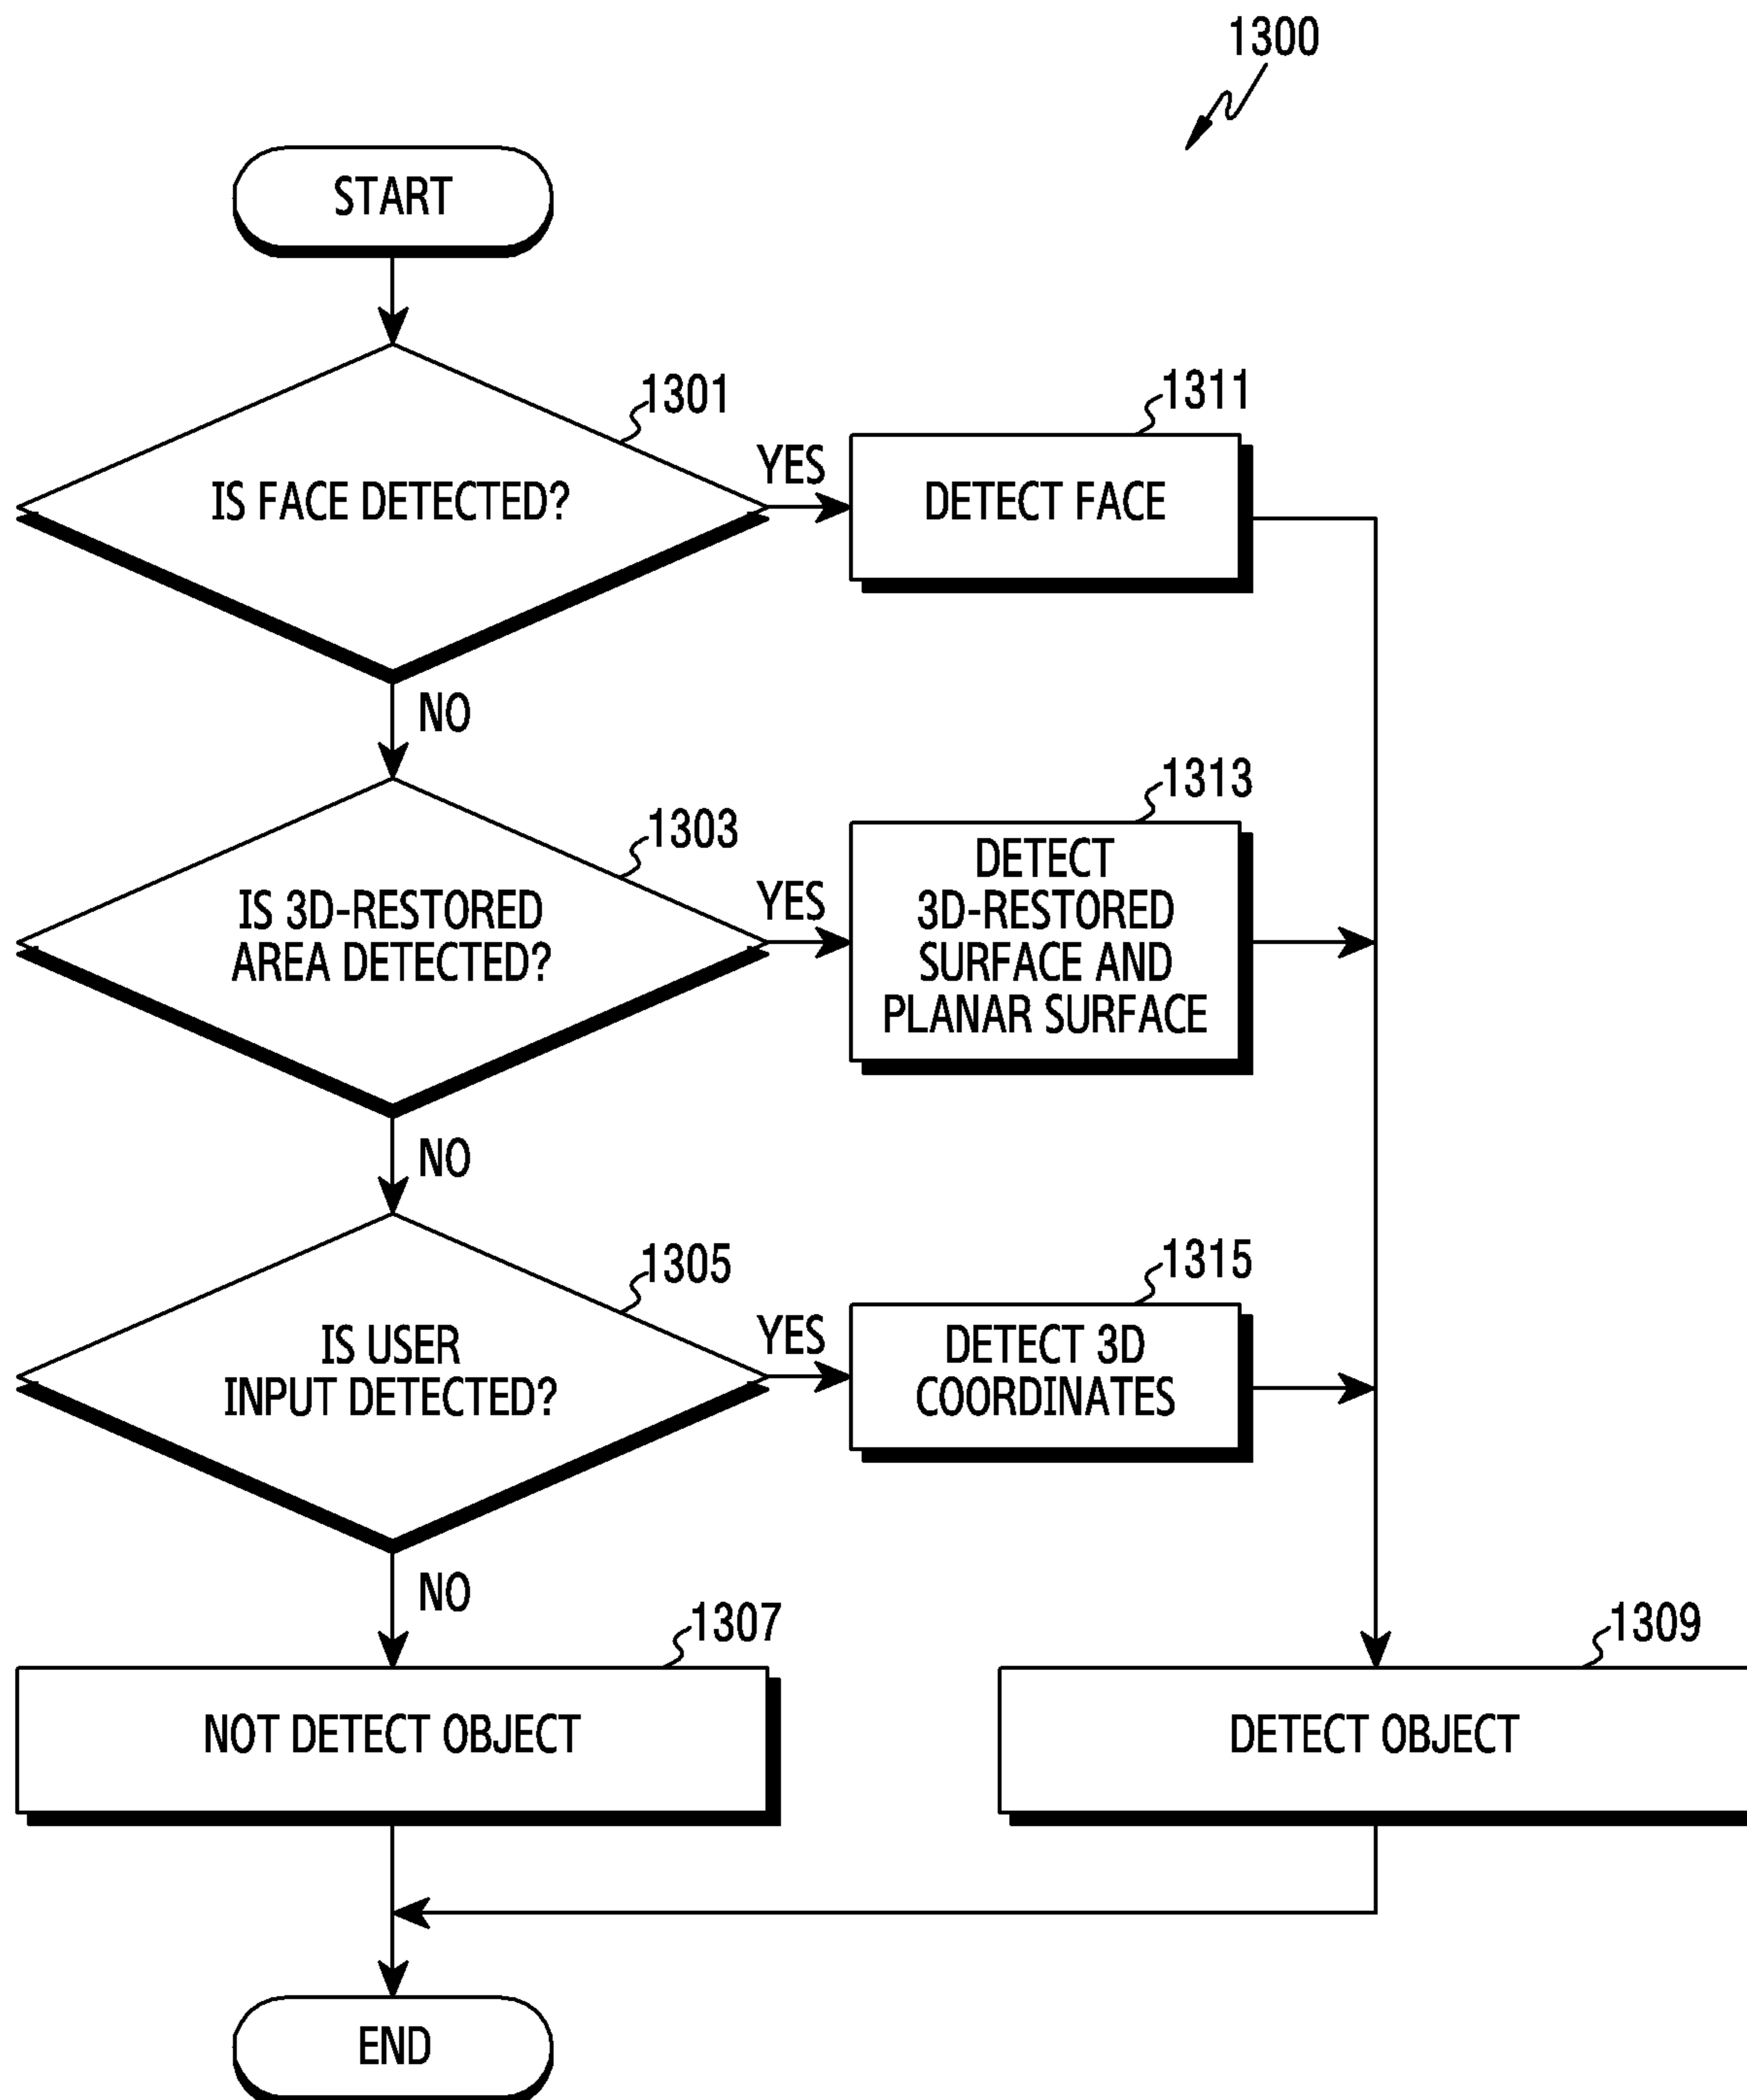 1300
START
1301
IS FACE DETECTED?
YES
1311
DETECT FACE
NO
1303
IS 3D-RESTORED
AREA DETECTED?
YES
1313
DETECT
3D-RESTORED
SURFACE AND
PLANAR SURFACE
NO
1305
IS USER
INPUT DETECTED?
YES
1315
DETECT 3D
COORDINATES
NO
1307
NOT DETECT OBJECT
1309
DETECT OBJECT
END